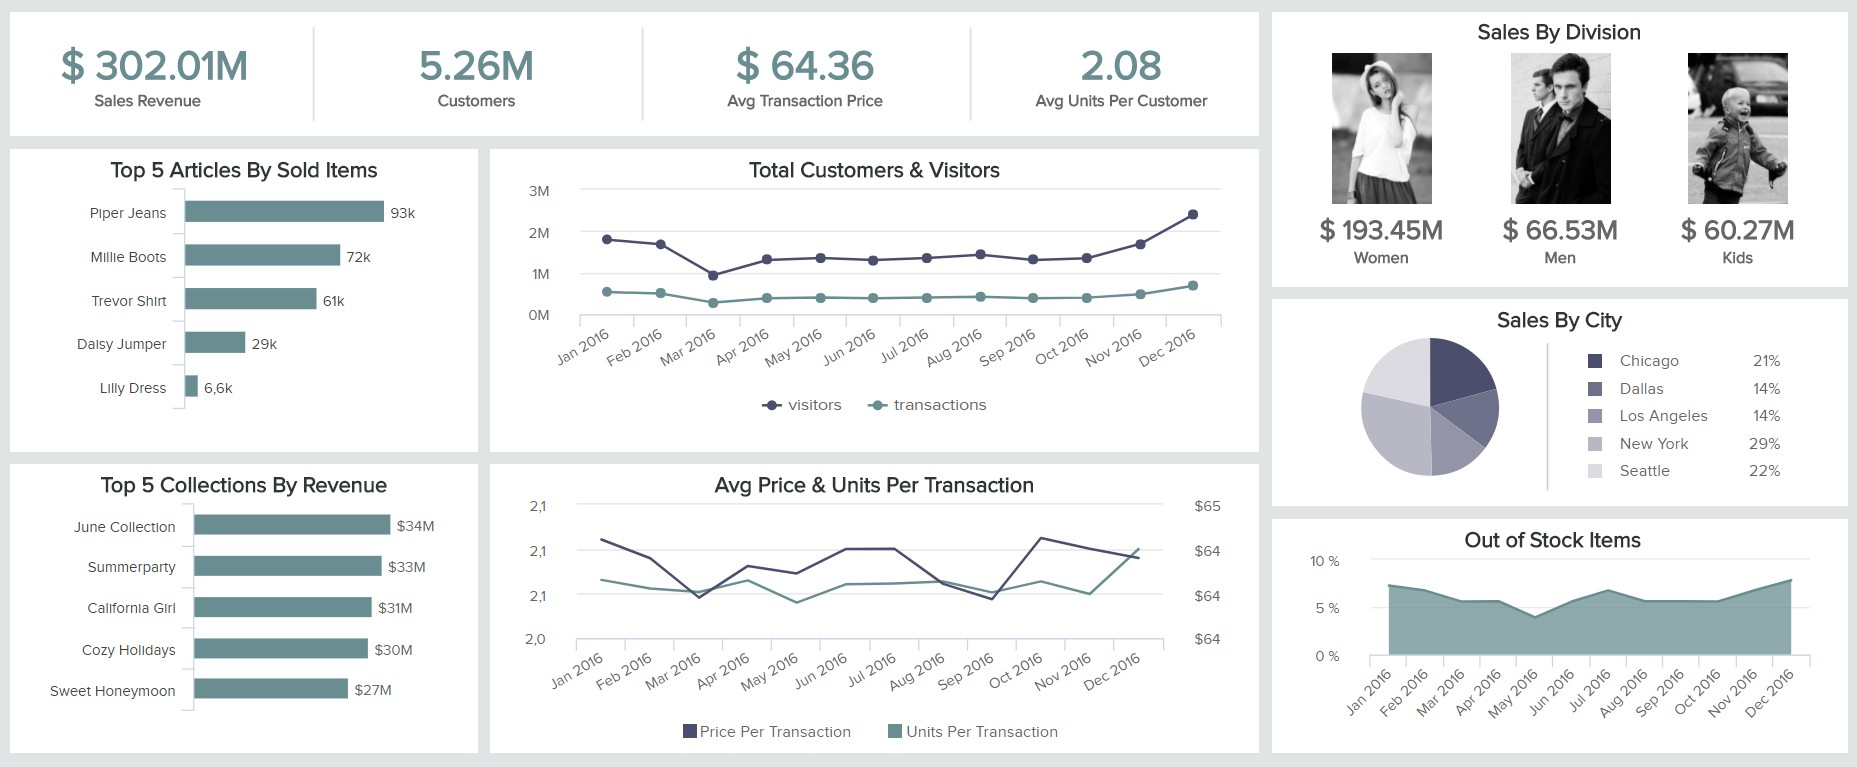 $ 302.01M
Sales Revenue
5.26M
Customers
$ 64.36
Avg Transaction Price
2.08
Avg Units Per Customer
Sales By Division
$ 193.45M
Women
$ 66.53M
Men
$ 60.27M
Kids
Top 5 Articles By Sold Items
Piper Jeans 93k
Millie Boots 72k
Trevor Shirt 61k
Daisy Jumper 29k
Lilly Dress 6,6k
Total Customers & Visitors
3M
2M
1M
0M
Jan 2016 Feb 2016 Mar 2016 Apr 2016 May 2016 Jun 2016 Jul 2016 Aug 2016 Sep 2016 Oct 2016 Nov 2016 Dec 2016
visitors transactions
Sales By City
Chicago 21%
Dallas 14%
Los Angeles 14%
New York 29%
Seattle 22%
Top 5 Collections By Revenue
June Collection $34M
Summerparty $33M
California Girl $31M
Cozy Holidays $30M
Sweet Honeymoon $27M
Avg Price & Units Per Transaction
2,1 $65
2,1 $64
2,1 $64
2,0 $64
Jan 2016 Feb 2016 Mar 2016 Apr 2016 May 2016 Jun 2016 Jul 2016 Aug 2016 Sep 2016 Oct 2016 Nov 2016 Dec 2016
Price Per Transaction Units Per Transaction
Out of Stock Items
10 %
5 %
0 %
Jan 2016 Feb 2016 Mar 2016 Apr 2016 May 2016 Jun 2016 Jul 2016 Aug 2016 Sep 2016 Oct 2016 Nov 2016 Dec 2016